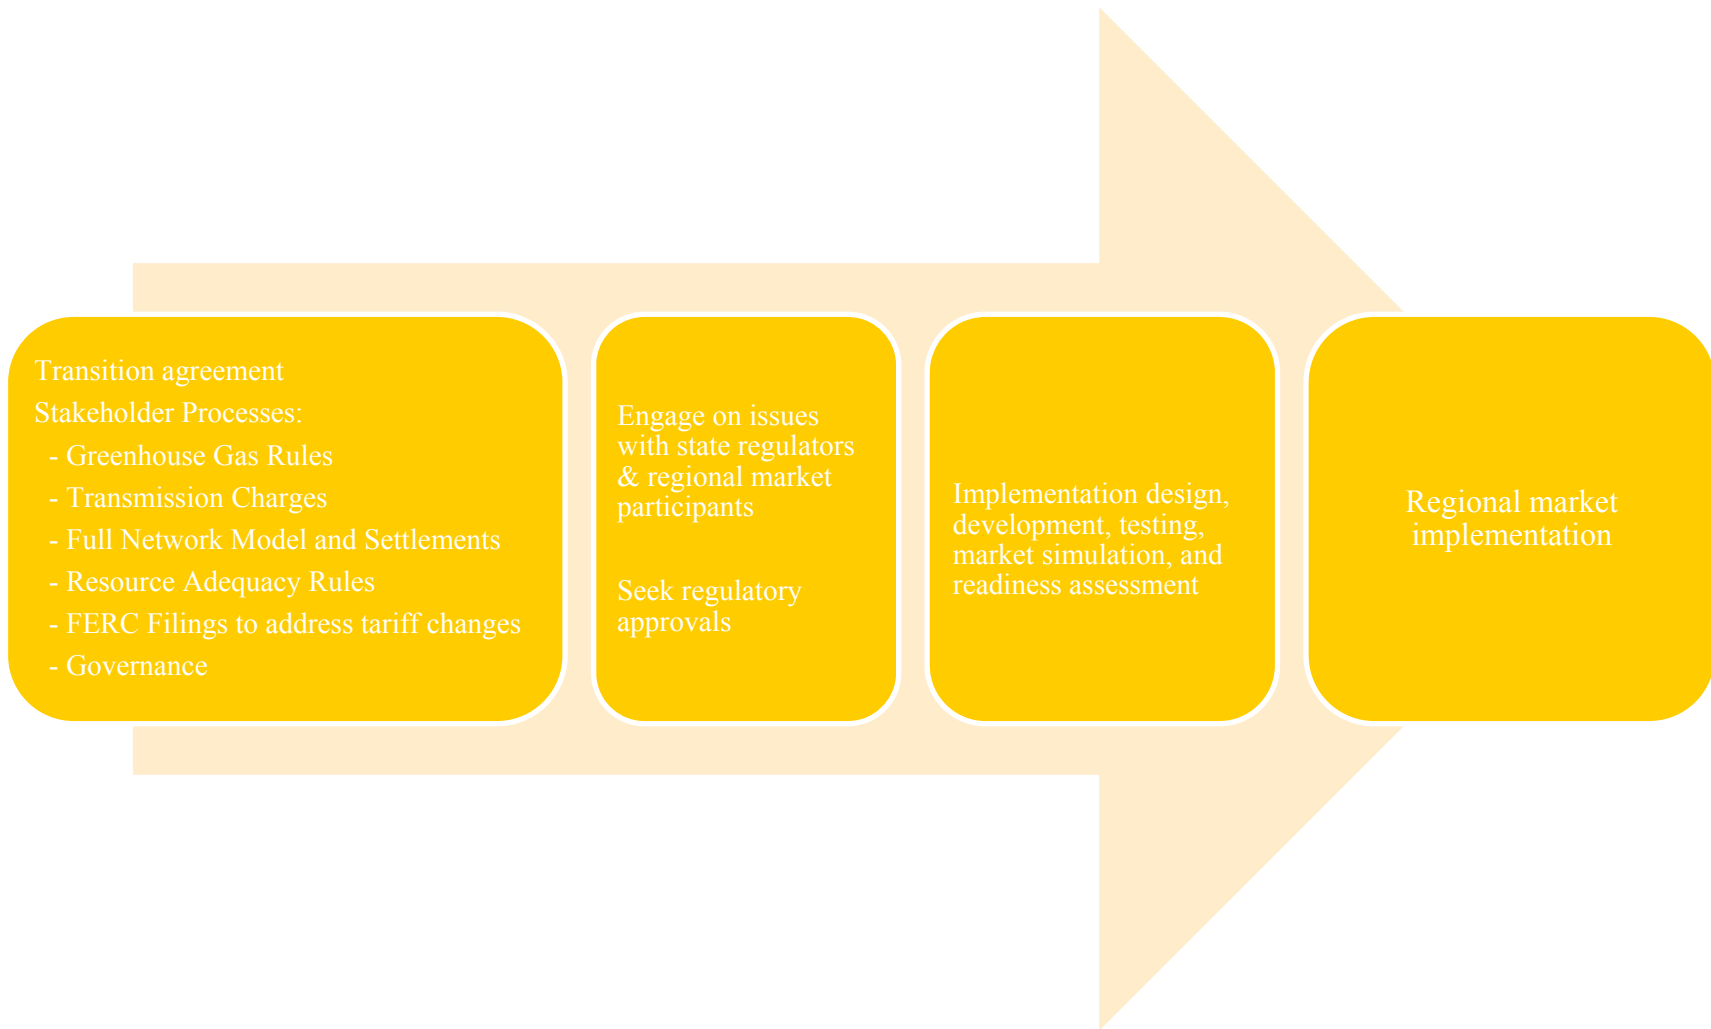 Transition agreement
Stakeholder Processes:
- Greenhouse Gas Rules
- Transmission Charges
- Full Network Model and Settlements
- Resource Adequacy Rules
- FERC Filings to address tariff changes
- Governance
Engage on issues
with state regulators
& regional market
participants
Seek regulatory
approvals
Implementation design,
development, testing,
market simulation, and
readiness assessment
Regional market
implementation